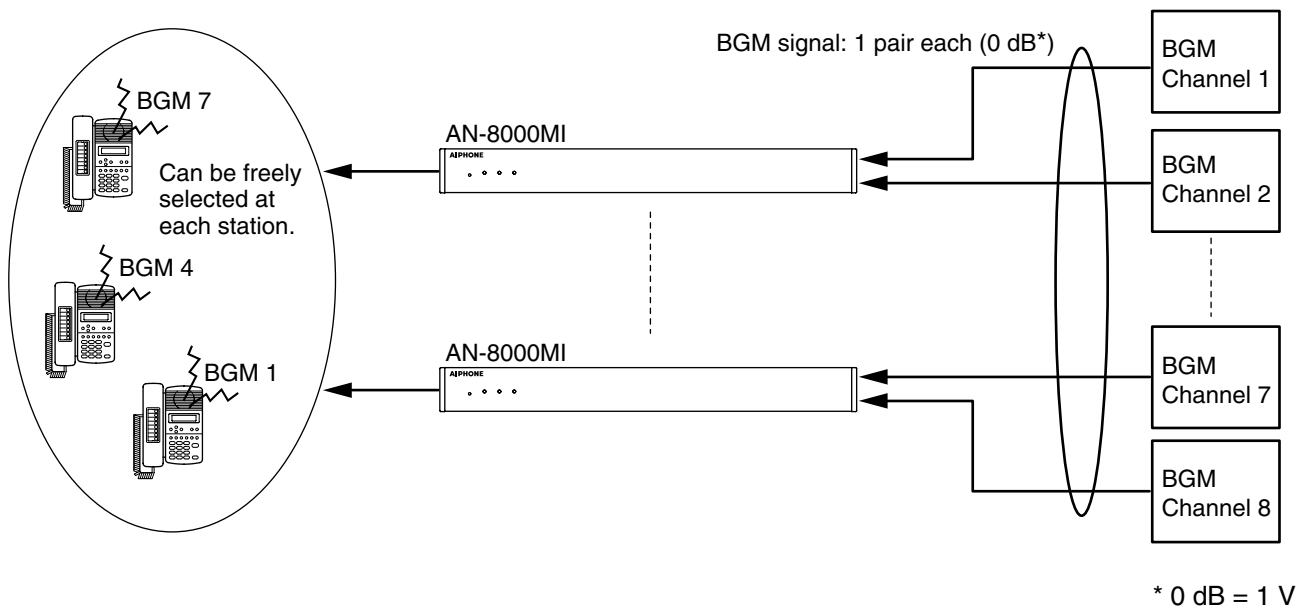 BGM signal: 1 pair each (0 dB*)
BGM
Channel 1
BGM 7
AN-8000MI
AIPHONE
Can be freely
selected at
each station.
BGM
Channel 2
BGM 4
AN-8000MI
AIPHONE
BGM 1
BGM
Channel 7
BGM
Channel 8
* 0 dB = 1 V